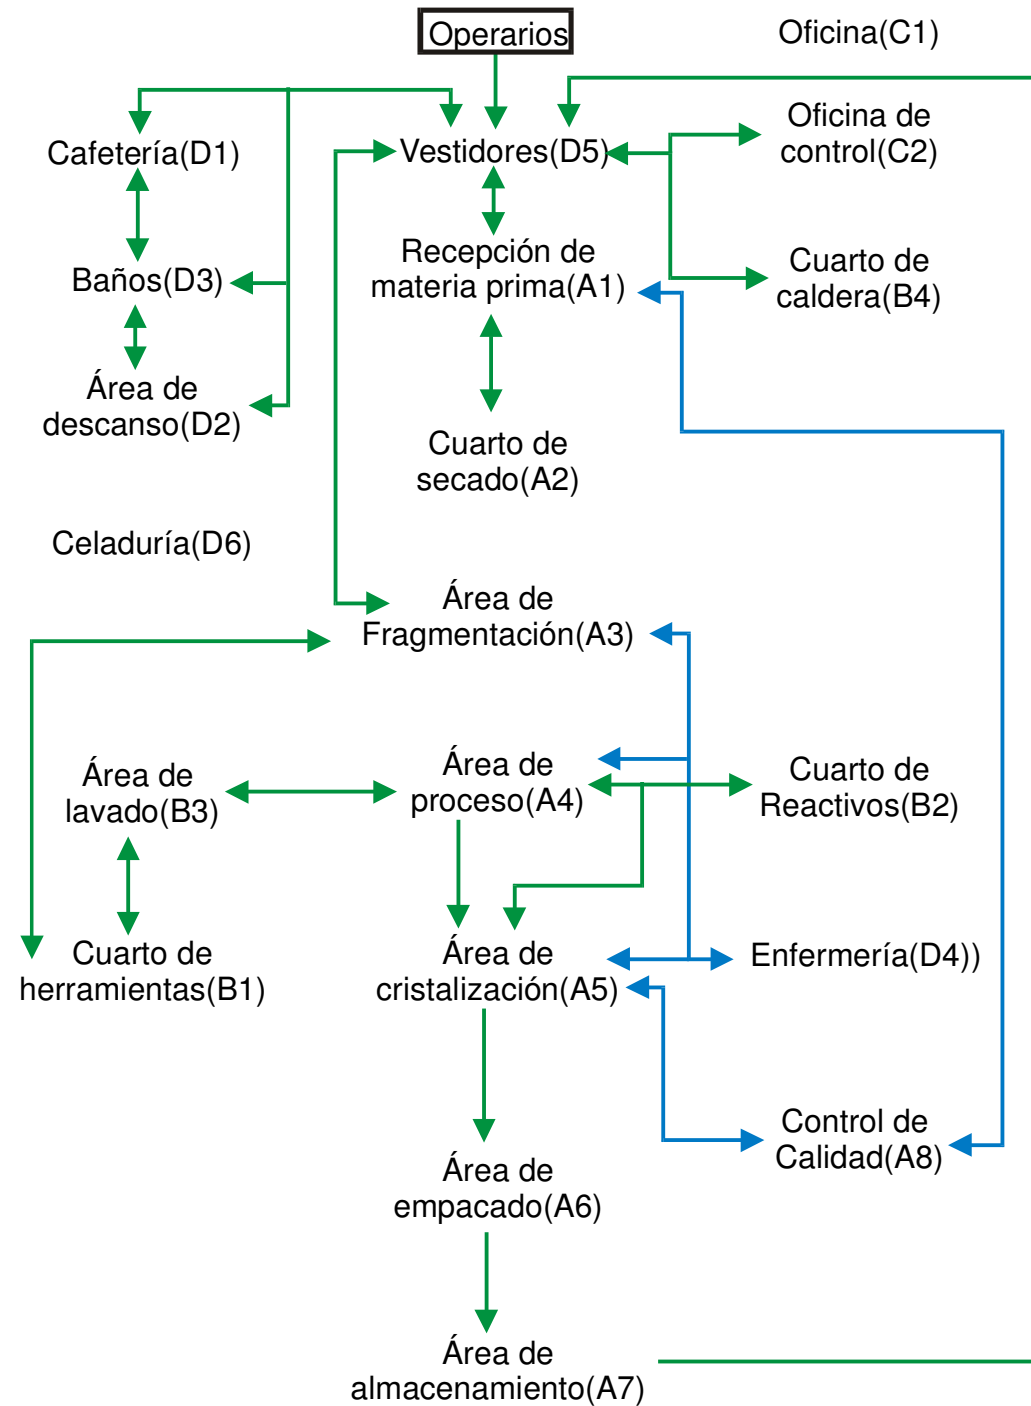 Operarios
Oficina(C1)
Cafetería(D1)
Vestidores(D5)
Oficina de
control(C2)
Baños(D3)
Recepción de
materia prima(A1)
Cuarto de
caldera(B4)
Área de
descanso(D2)
Cuarto de
secado(A2)
Celaduría(D6)
Área de
Fragmentación(A3)
Área de
lavado(B3)
Área de
proceso(A4)
Cuarto de
Reactivos(B2)
Cuarto de
herramientas(B1)
Área de
cristalización(A5)
Enfermería(D4))
Control de
Calidad(A8)
Área de
empacado(A6)
Área de
almacenamiento(A7)